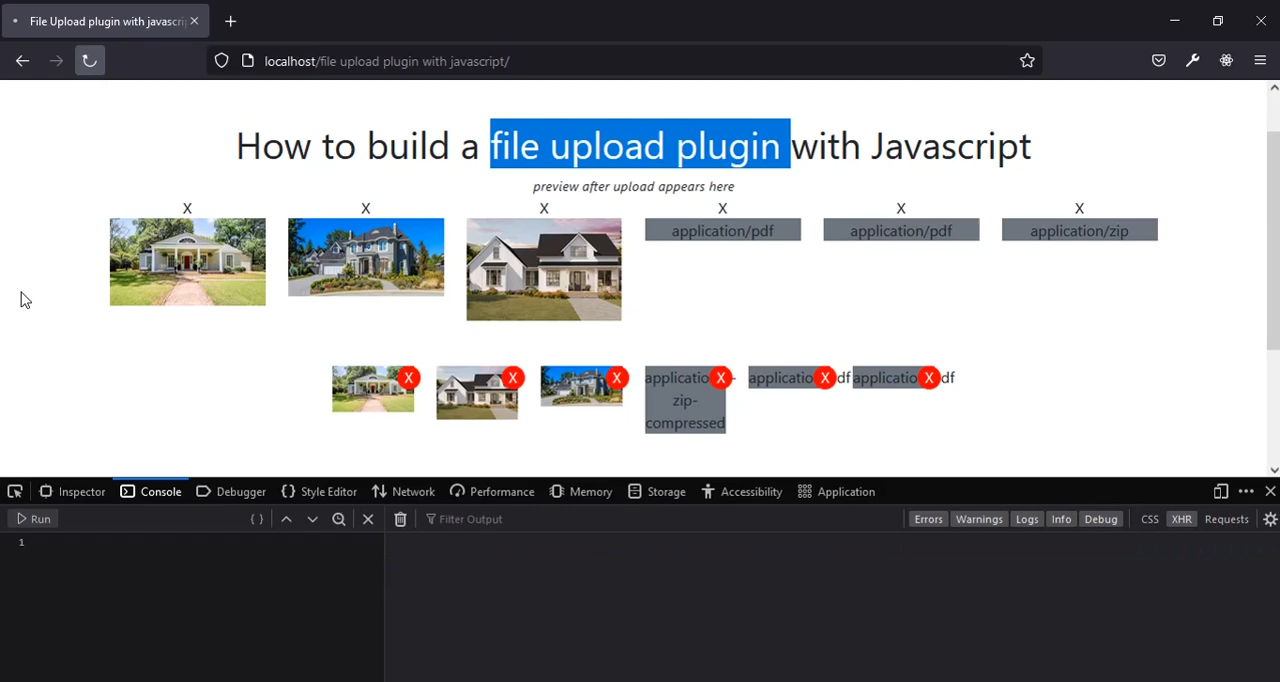 File Upload plugin with javascri
localhost/file upload plugin with javascript/
How to build a file upload plugin with Javascript
preview after upload appears here
X X X X X X
application/pdf application/pdf application/zip
X X X X X X
applicatio - applicatio df applicatio df
zip-
compressed
Inspector Console Debugger Style Editor Network Performance Memory Storage Accessibility Application
Run Filter Output Errors Warnings Logs Info Debug CSS XHR Requests
1